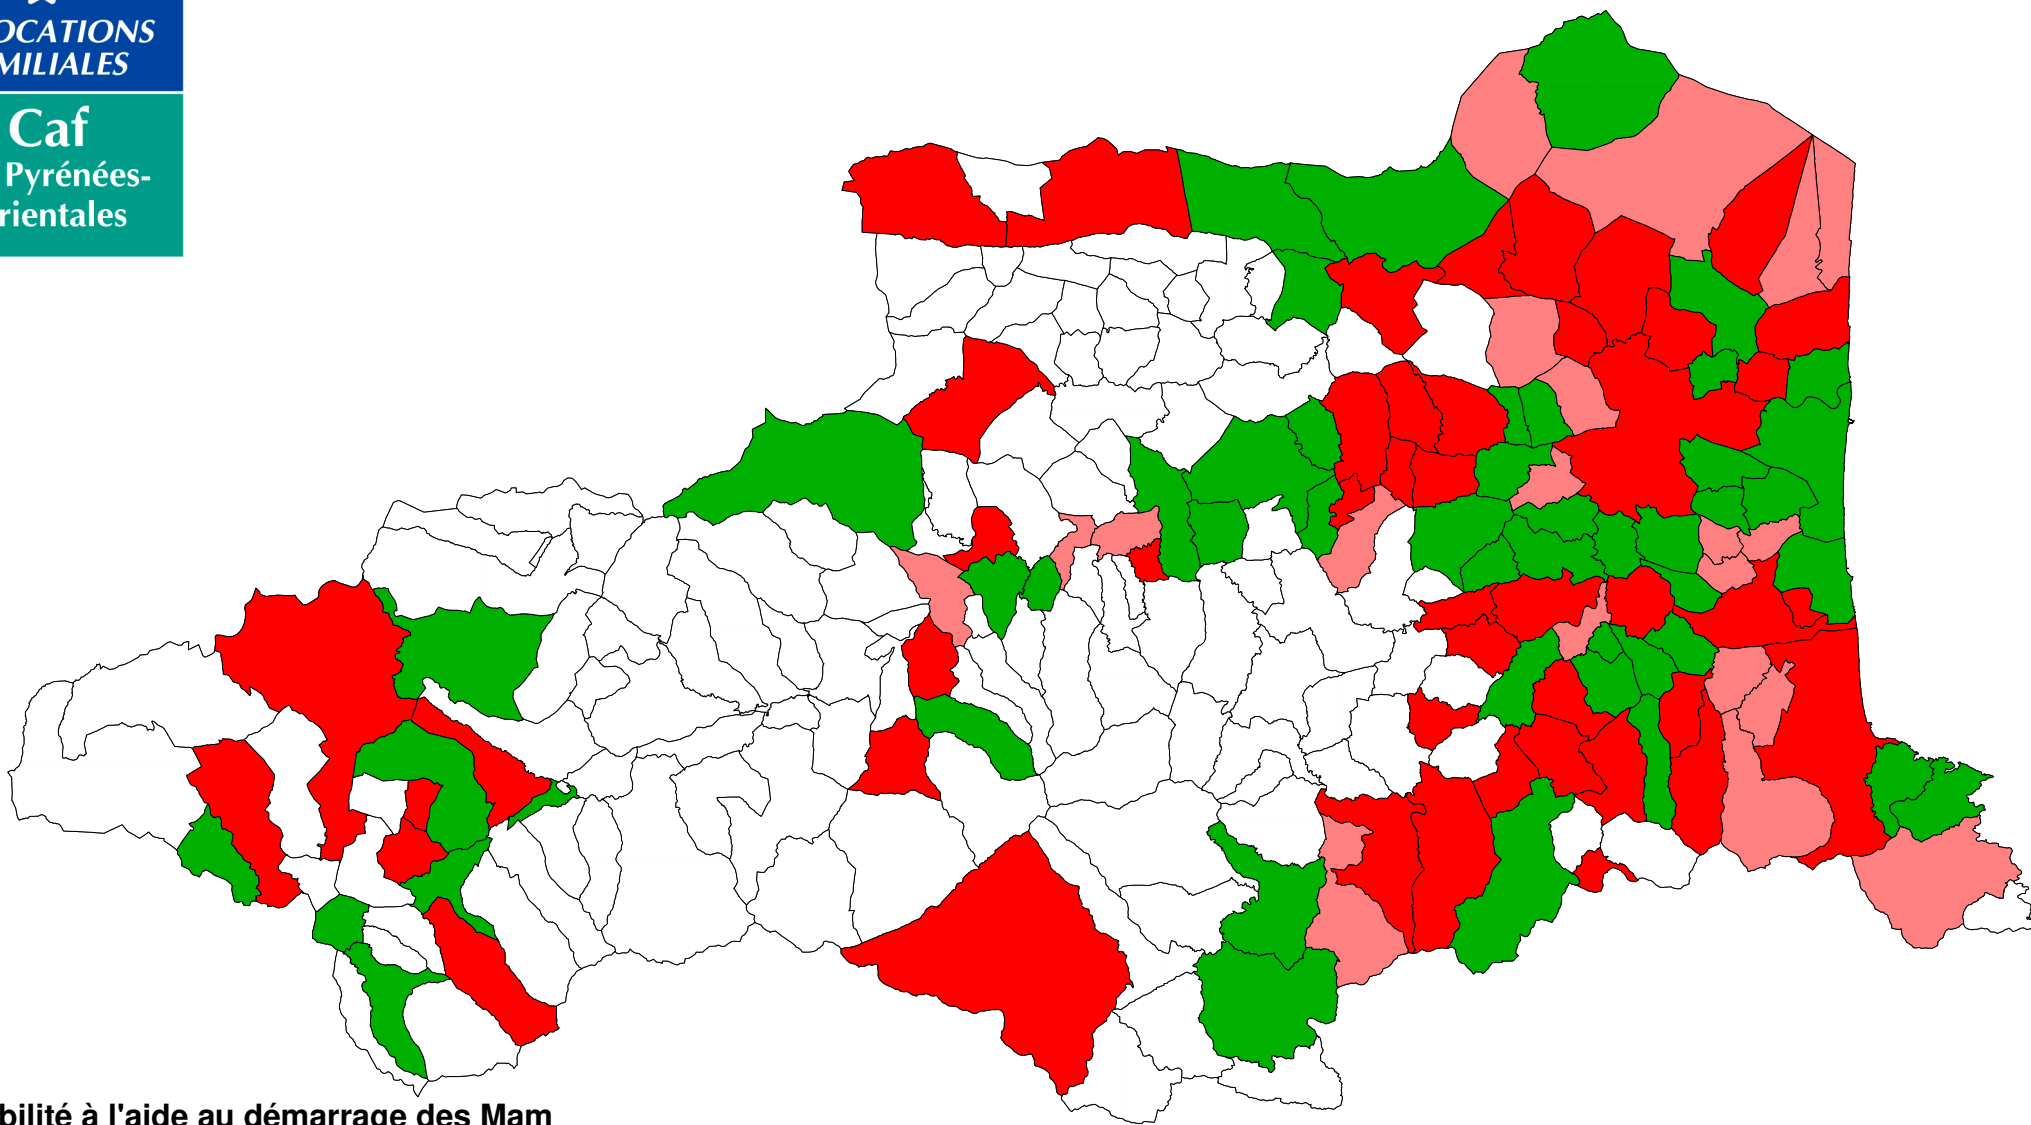 OCATIONS
MILIALES
Caf
Pyrénées-
rientales
bilité à l'aide au démarrage des Mam